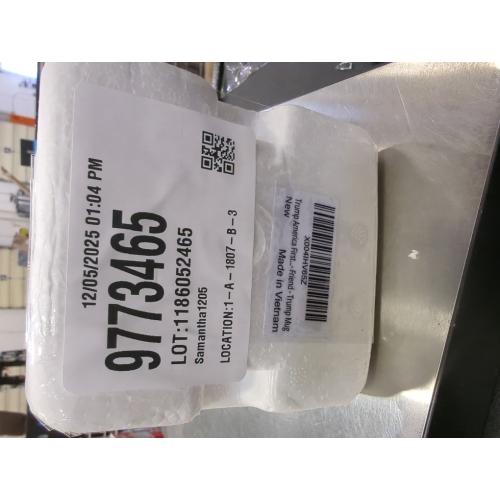 12/05/2025 01:04 PM
9773465
LOT:1186052465
Samantha1205
LOCATION:1-A-1807-B-3
Trump America First...- Friend - Trump Mug
New
Made in Vietnam